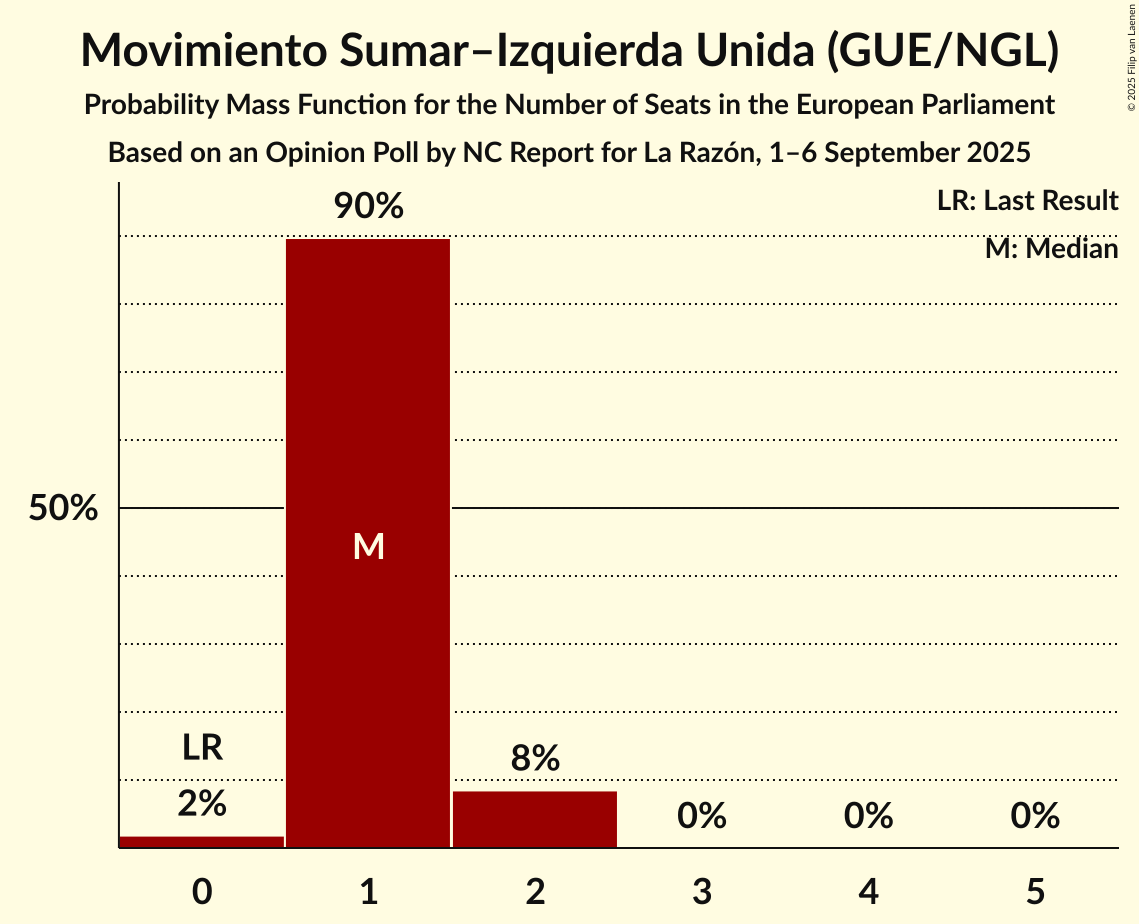 Movimiento Sumar–Izquierda Unida (GUE/NGL)
Probability Mass Function for the Number of Seats in the European Parliament
Based on an Opinion Poll by NC Report for La Razón, 1–6 September 2025
© 2025 Filip van Laenen
LR: Last Result
M: Median
90%
50%
M
LR
2%
8%
0%
0%
0%
0
1
2
3
4
5